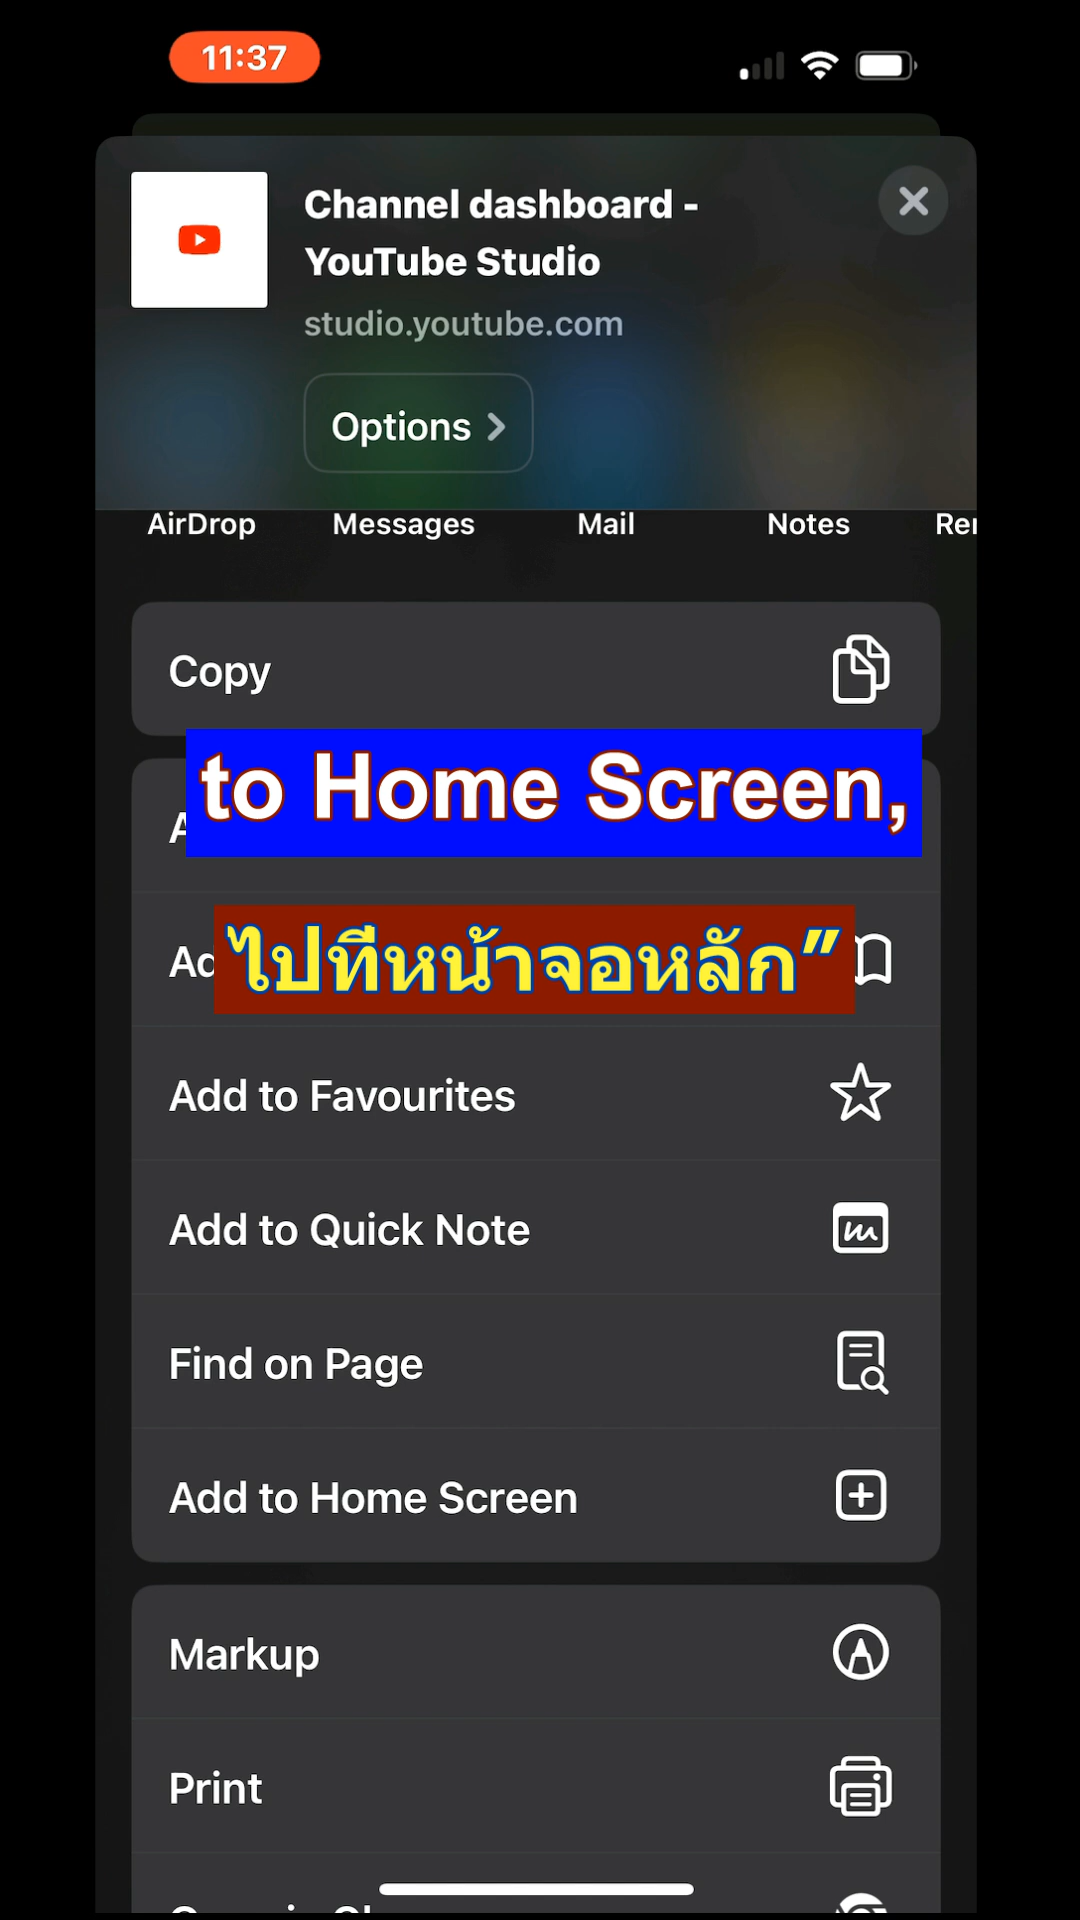 11:37
Channel dashboard -
YouTube Studio
studio.youtube.com
Options
AirDrop Messages Mail Notes
Copy
to Home Screen,
ไปที่หน้าจอหลัก”
Add to Favourites
Add to Quick Note
Find on Page
Add to Home Screen
Markup
Print